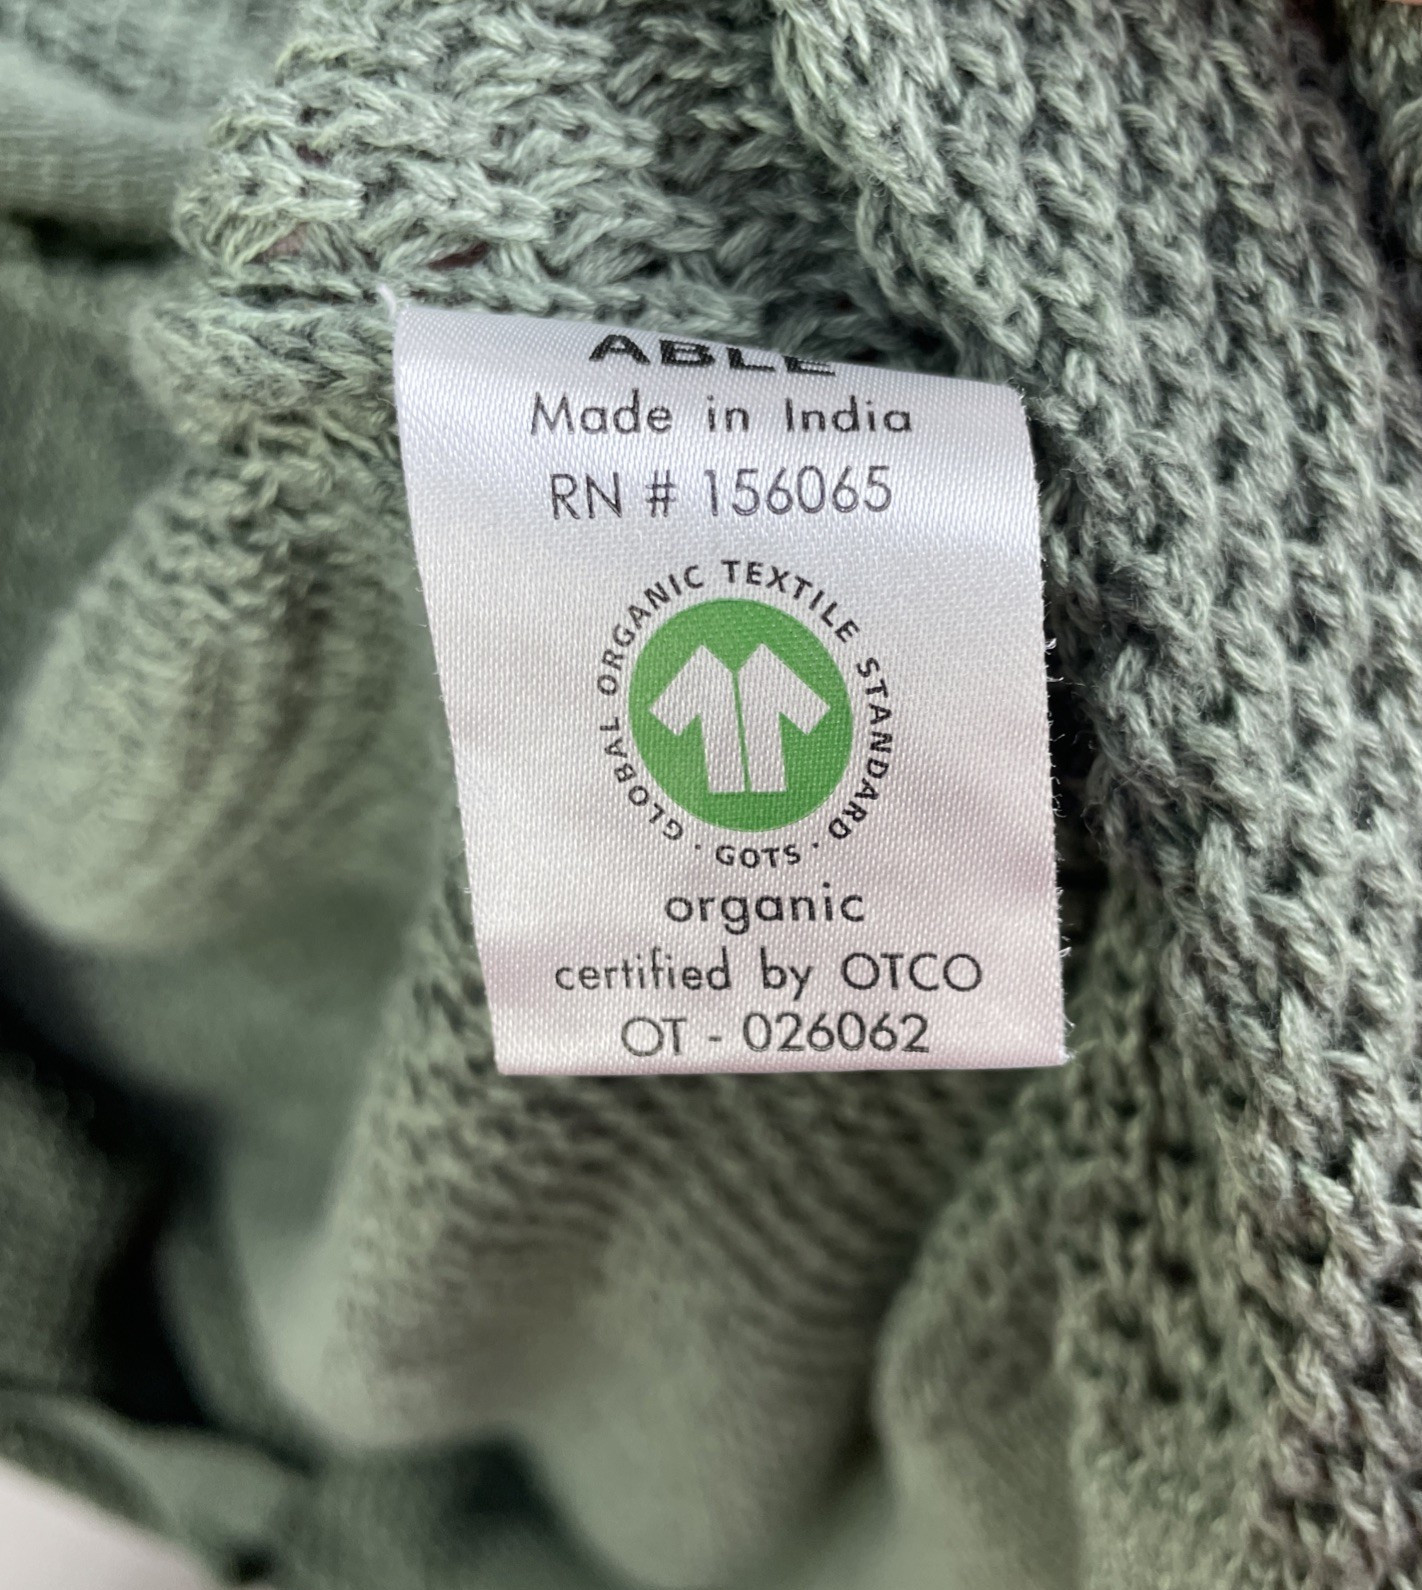 ABLE
Made in India
RN # 156065
GLOBAL ORGANIC TEXTILE STANDARD
· GOTS ·
organic
certified by OTCO
OT - 026062